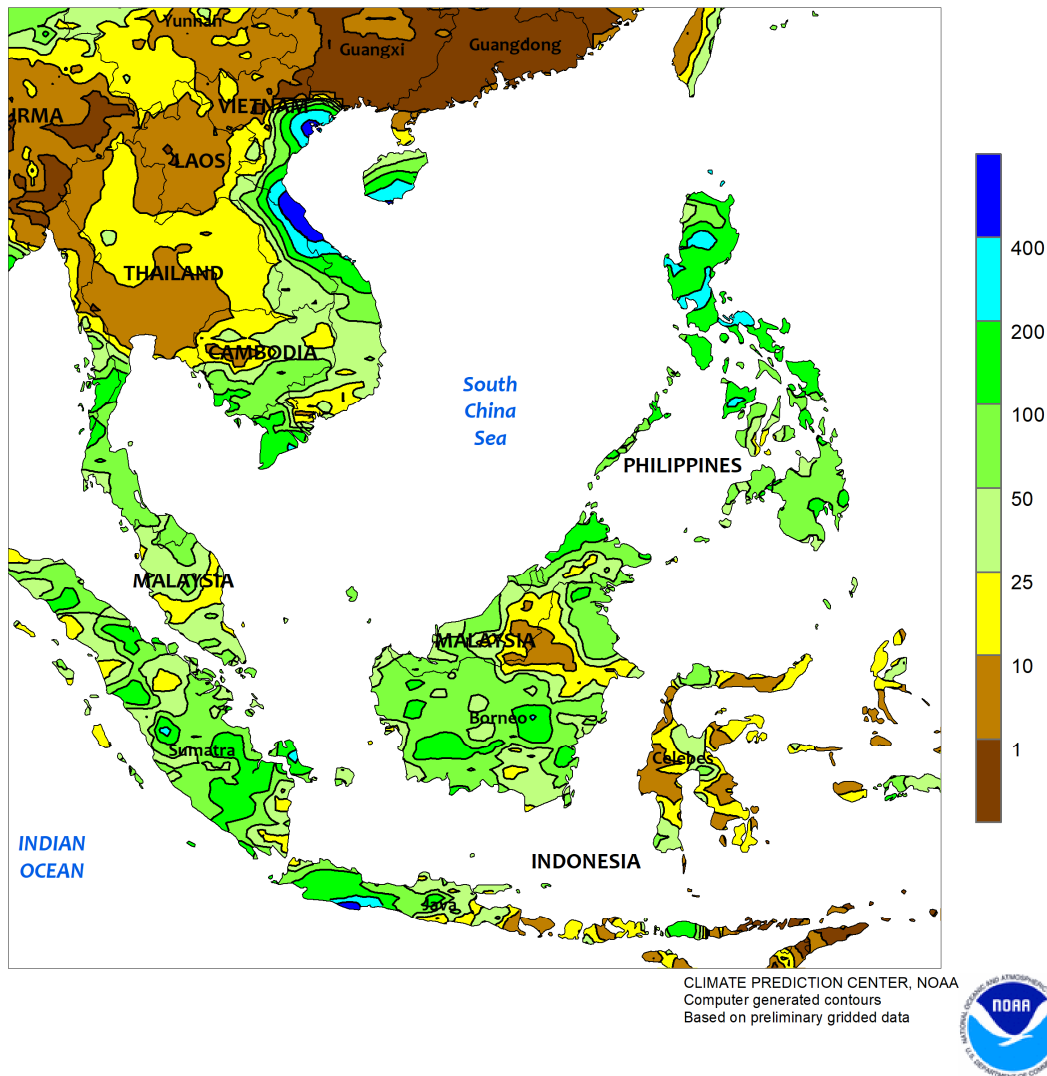 Yunnan
Guangxi
Guangdong
VIETNAM
IRMA
LAOS
THAILAND
CAMBODIA
South
China
Sea
PHILIPPINES
MALAYSIA
MALAYSIA
Borneo
Sumatra
Celebes
INDIAN
OCEAN
INDONESIA
Java
400
200
100
50
25
10
1
CLIMATE PREDICTION CENTER, NOAA
Computer generated contours
Based on preliminary gridded data
NOAA